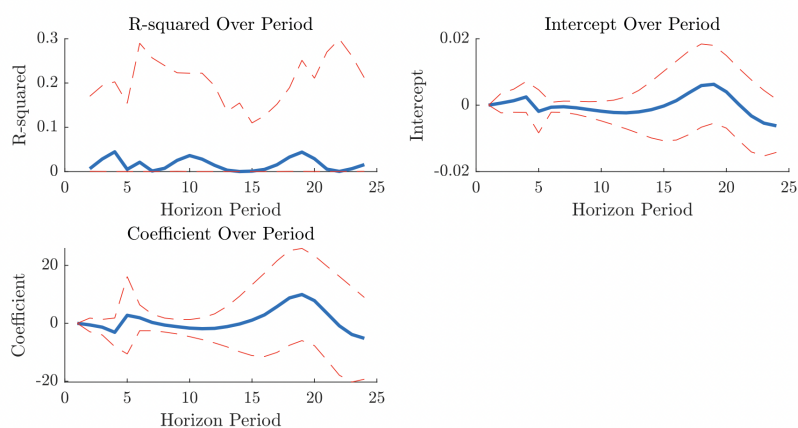 R-squared Over Period
0.3
0.2
0.1
0
R-squared
0 5 10 15 20 25
Horizon Period
Intercept Over Period
0.02
0
-0.02
Intercept
0 5 10 15 20 25
Horizon Period
Coefficient Over Period
20
0
-20
Coefficient
0 5 10 15 20 25
Horizon Period